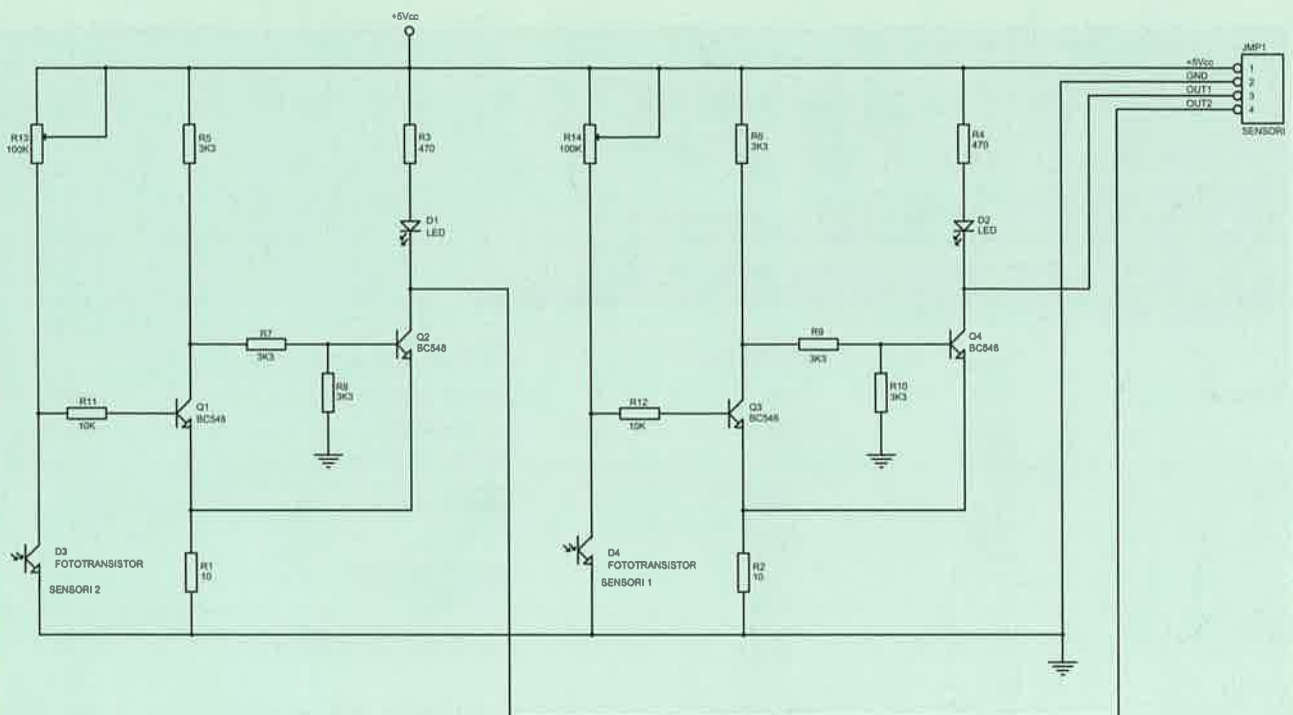 +5Vcc
JMP1
+5Vcc
1
GND
2
OUT1
3
OUT2
4
SENSORI
R13
100K
R5
3K3
R3
470
R14
100K
R6
3K3
R4
470
D1
LED
D2
LED
R7
3K3
Q2
BC548
R9
3K3
Q4
BC548
R8
3K3
R10
3K3
R11
10K
Q1
BC548
R12
10K
Q3
BC548
D3
FOTOTRANSISTOR
SENSORI 2
R1
10
D4
FOTOTRANSISTOR
SENSORI 1
R2
10